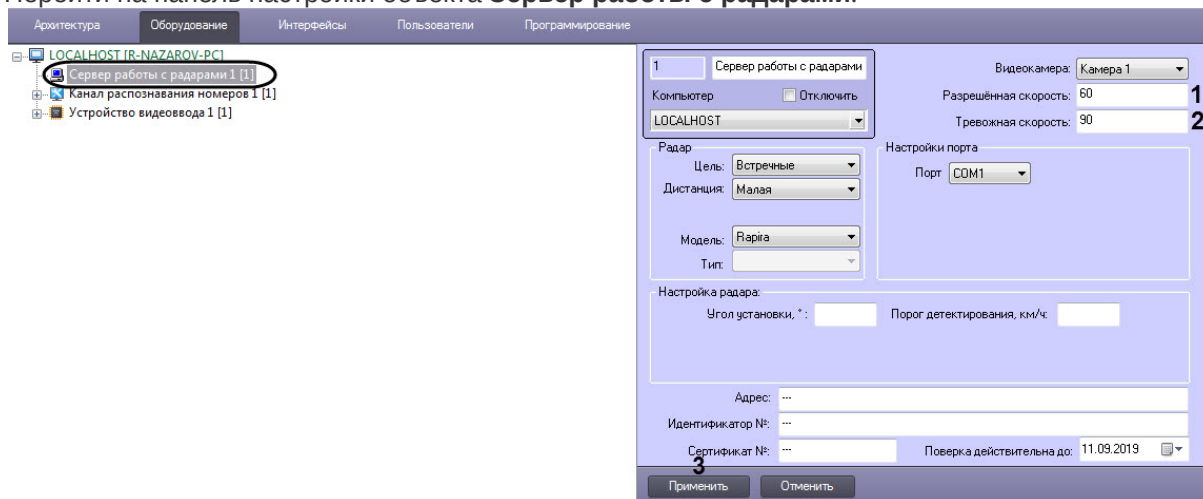 Перейти на панель настройки объекта Сервер работы с радарами.
Архитектура Оборудование Интерфейсы Пользователи Программирование
LOCALHOST [R-NAZAROV-PC]
Сервер работы с радарами 1 [1]
Канал распознавания номеров 1 [1]
Устройство видеоввода 1 [1]
1 Сервер работы с радарами
Компьютер Отключить
LOCALHOST
Видеокамера: Камера 1
Разрешённая скорость: 60 1
Тревожная скорость: 90 2
Радар
Цель: Встречные
Дистанция: Малая
Модель: Rapira
Тип:
Настройки порта
Порт COM1
Настройка радара:
Угол установки, °: Порог детектирования, км/ч:
Адрес: ---
Идентификатор №: ---
Сертификат №: --- Поверка действительна до: 11.09.2019
3
Применить Отменить